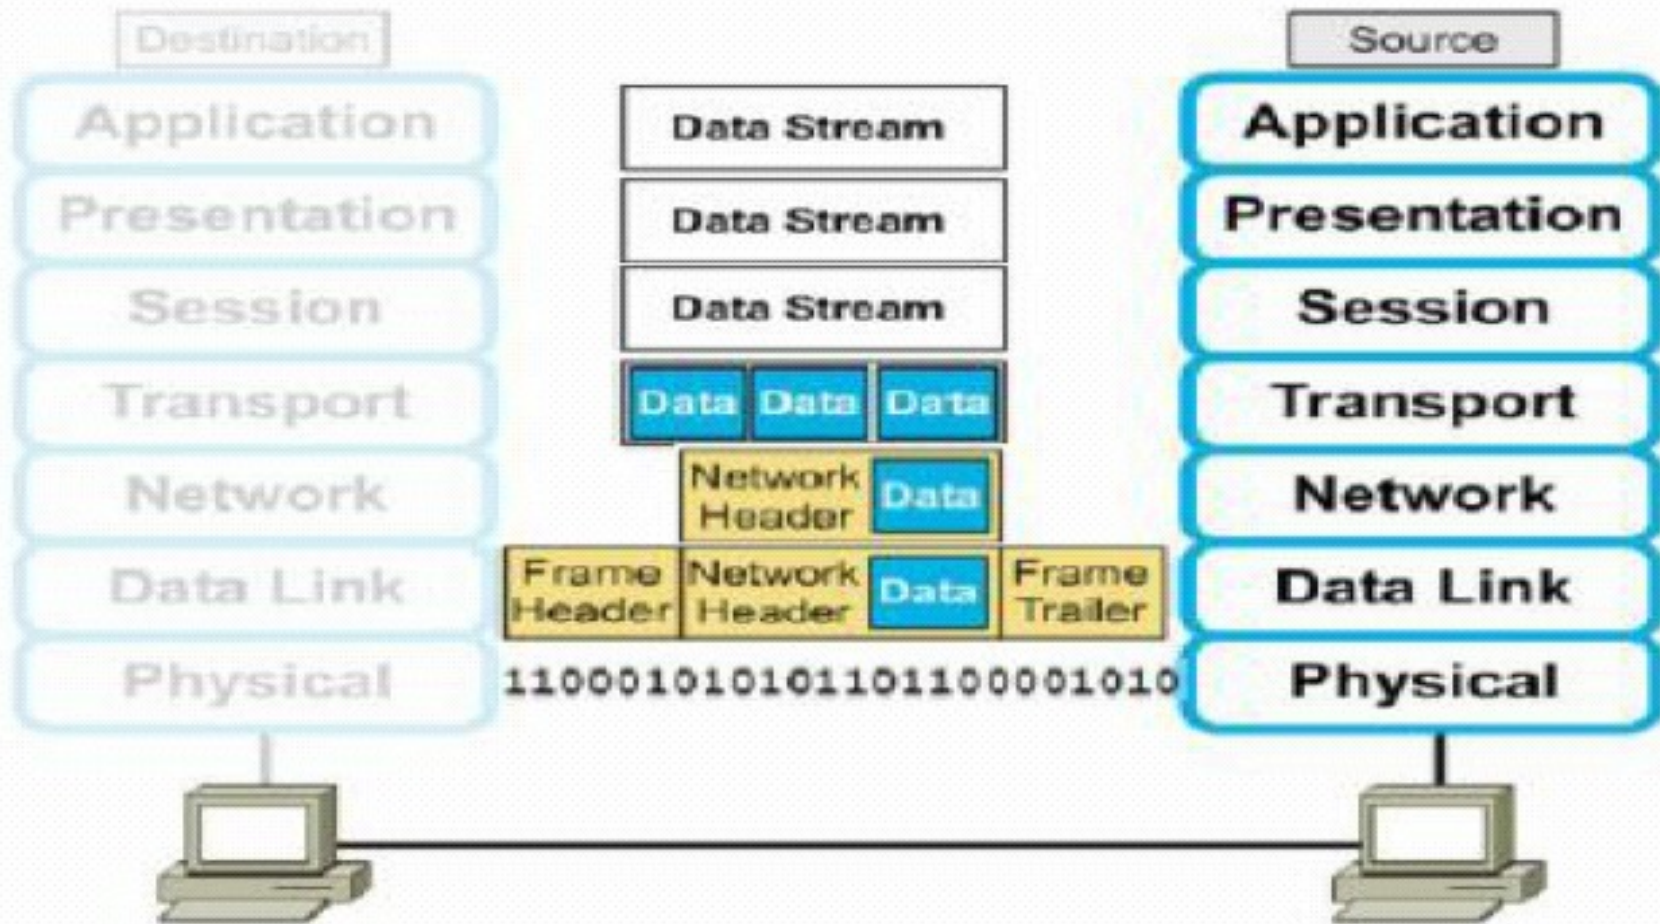 Destination
Source
Application
Data Stream
Application
Presentation
Data Stream
Presentation
Session
Data Stream
Session
Transport
Data Data Data
Transport
Network
Network
Header
Data
Network
Data Link
Frame
Header
Network
Header
Data
Frame
Trailer
Data Link
Physical
1100010101011011000001010
Physical